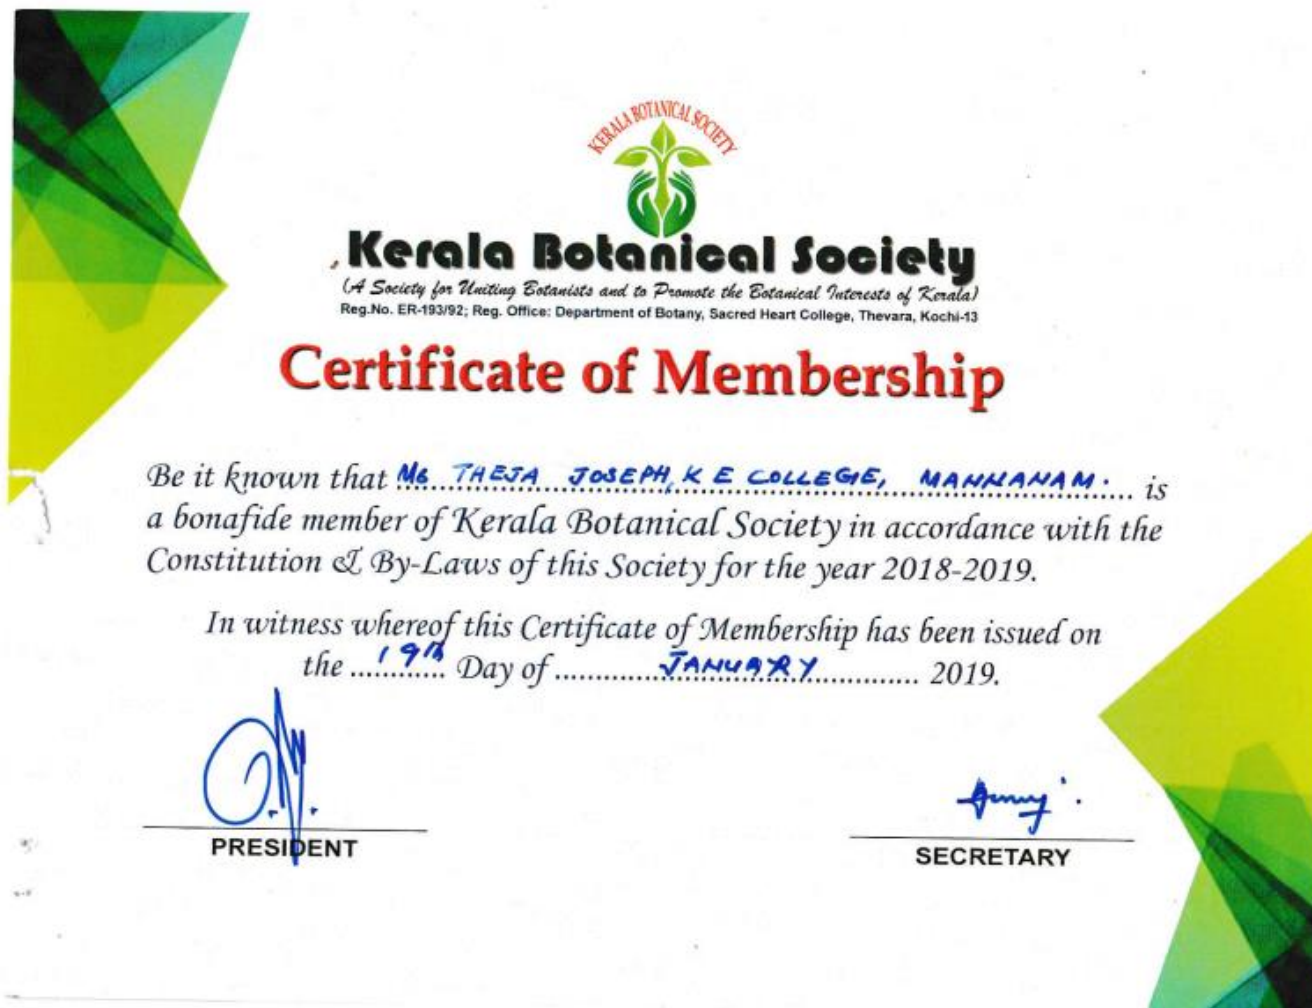 KERALA BOTANICAL SOCIETY
Kerala Botanical Society
(A Society for Uniting Botanists and to Promote the Botanical Interests of Kerala)
Reg.No. ER-193/92; Reg. Office: Department of Botany, Sacred Heart College, Thevara, Kochi-13
Certificate of Membership
Be it known that Ms THEJA JOSEPH, K E COLLEGE, MANNANAM. is
a bonafide member of Kerala Botanical Society in accordance with the
Constitution & By-Laws of this Society for the year 2018-2019.
In witness whereof this Certificate of Membership has been issued on
the 19th Day of JANUARY 2019.
PRESIDENT
SECRETARY